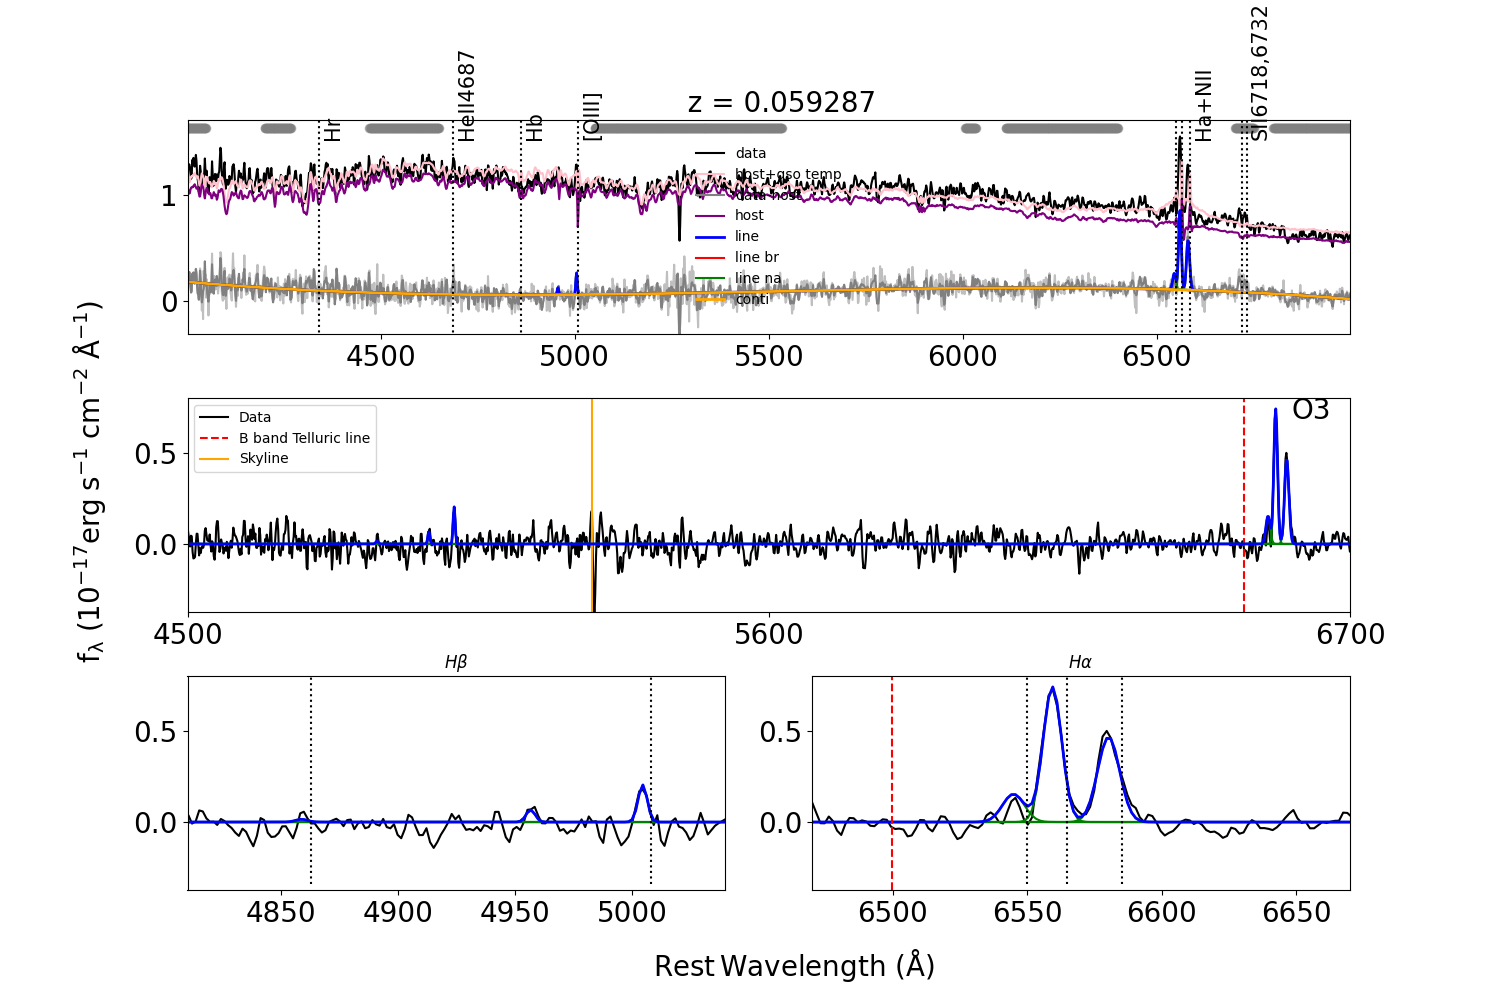 z = 0.059287
Hr
HeII4687
Hb
[OIII]
Ha+NII
SII6718,6732
data
host+qso temp
data-host
host
line
line br
line na
conti
1
0
4500 5000 5500 6000 6500
Data
B band Telluric line
Skyline
O3
0.5
0.0
4500 5600 6700
f_λ (10⁻¹⁷erg s⁻¹ cm⁻² Å⁻¹)
Hβ
0.5
0.0
4850 4900 4950 5000
Hα
0.5
0.0
6500 6550 6600 6650
Rest Wavelength (Å)